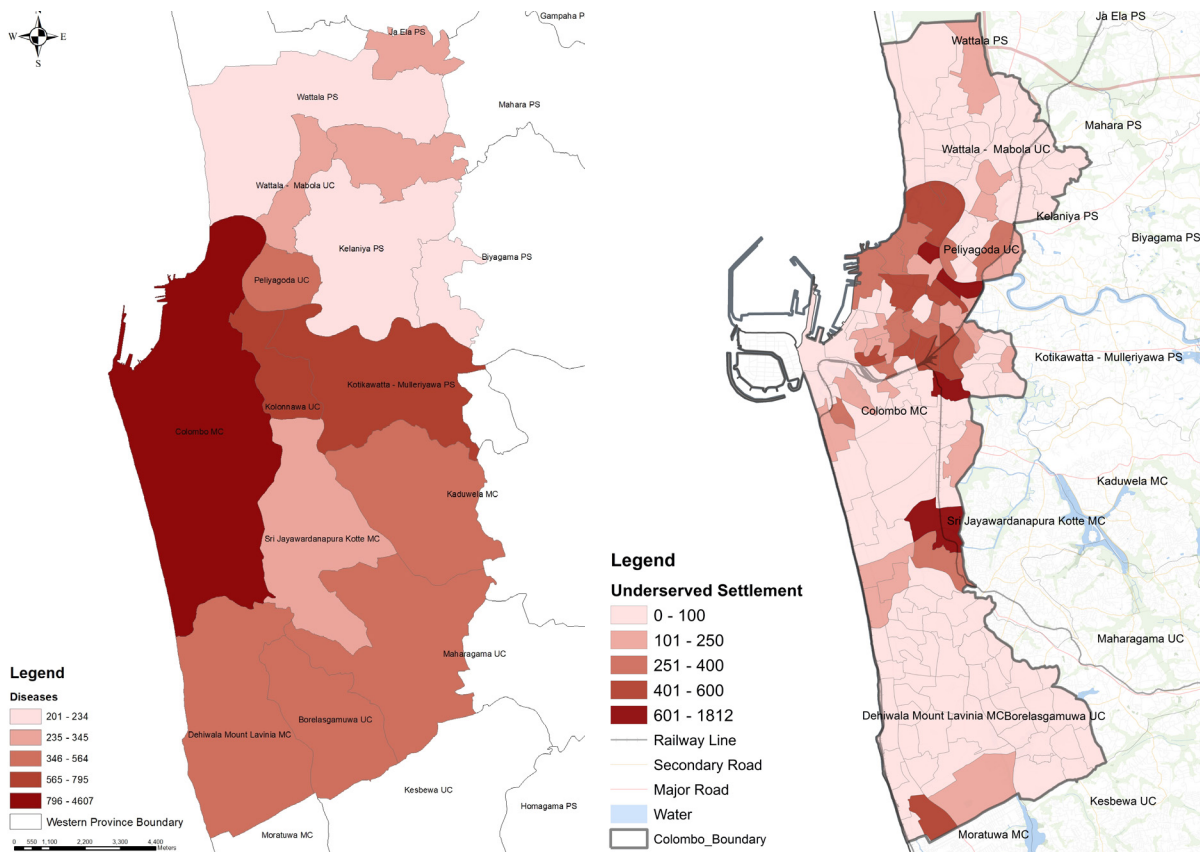 N
W
E
S
Gampaha P
Ja Ela PS
Wattala PS
Mahara PS
Wattala - Mabola UC
Kelaniya PS
Biyagama PS
Peliyagoda UC
Kotikawatta - Mulleriyawa PS
Kolonnawa UC
Colombo MC
Kaduwela MC
Sri Jayawardanapura Kotte MC
Maharagama UC
Borelasgamuwa UC
Dehiwala Mount Lavinia MC
Kesbewa UC
Homagama PS
Moratuwa MC
Legend
Diseases
201 - 234
235 - 345
346 - 564
565 - 795
796 - 4607
Western Province Boundary
0 550 1,100 2,200 3,300 4,400
Meters
Ja Ela PS
Wattala PS
Mahara PS
Wattala - Mabola UC
Kelaniya PS
Biyagama PS
Peliyagoda UC
Kotikawatta - Mulleriyawa PS
Colombo MC
Kaduwela MC
Sri Jayawardanapura Kotte MC
Maharagama UC
Dehiwala Mount Lavinia MC
Borelasgamuwa UC
Kesbewa UC
Moratuwa MC
Legend
Underserved Settlement
0 - 100
101 - 250
251 - 400
401 - 600
601 - 1812
Railway Line
Secondary Road
Major Road
Water
Colombo_Boundary